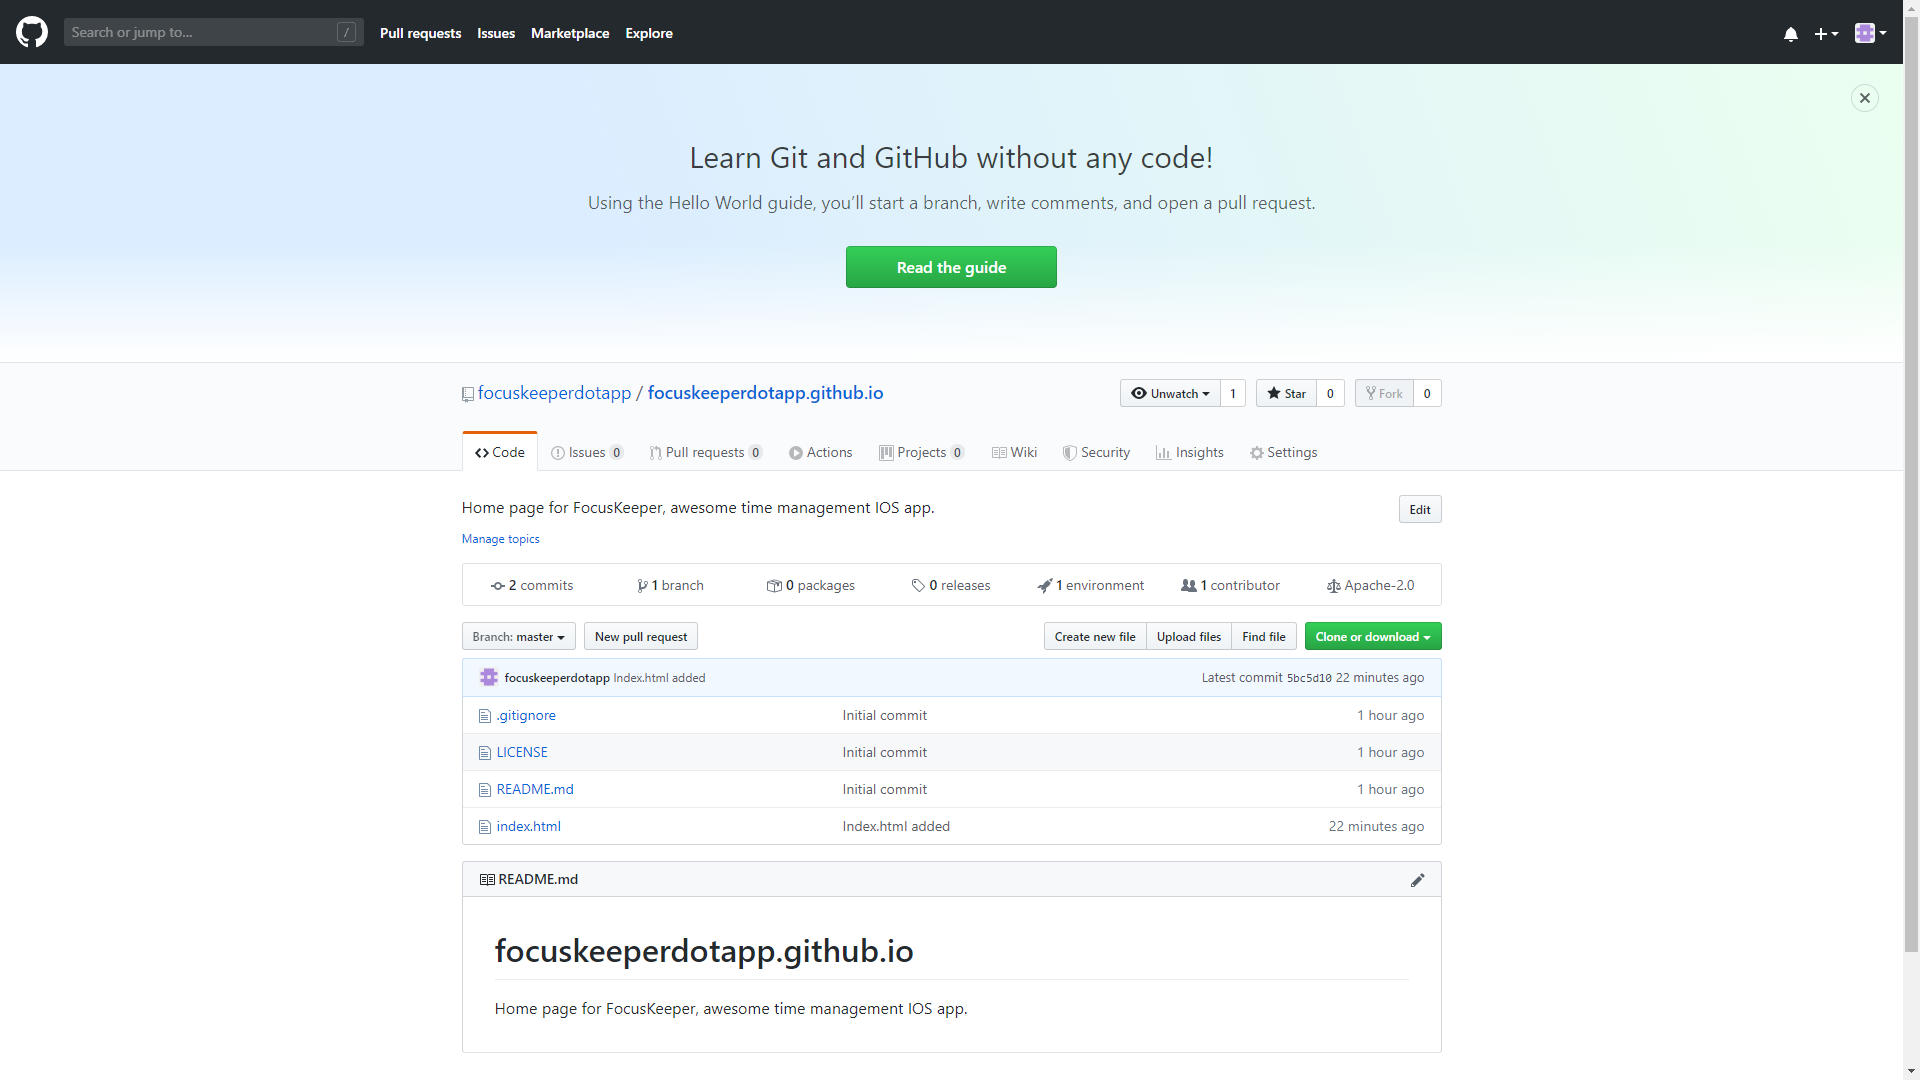 Search or jump to... / Pull requests Issues Marketplace Explore
Learn Git and GitHub without any code!
Using the Hello World guide, you’ll start a branch, write comments, and open a pull request.
Read the guide
focuskeeperdotapp / focuskeeperdotapp.github.io Unwatch 1 Star 0 Fork 0
Code Issues 0 Pull requests 0 Actions Projects 0 Wiki Security Insights Settings
Home page for FocusKeeper, awesome time management IOS app. Edit
Manage topics
2 commits 1 branch 0 packages 0 releases 1 environment 1 contributor Apache-2.0
Branch: master New pull request Create new file Upload files Find file Clone or download
focuskeeperdotapp Index.html added Latest commit 5bc5d10 22 minutes ago
.gitignore Initial commit 1 hour ago
LICENSE Initial commit 1 hour ago
README.md Initial commit 1 hour ago
index.html Index.html added 22 minutes ago
README.md
focuskeeperdotapp.github.io
Home page for FocusKeeper, awesome time management IOS app.